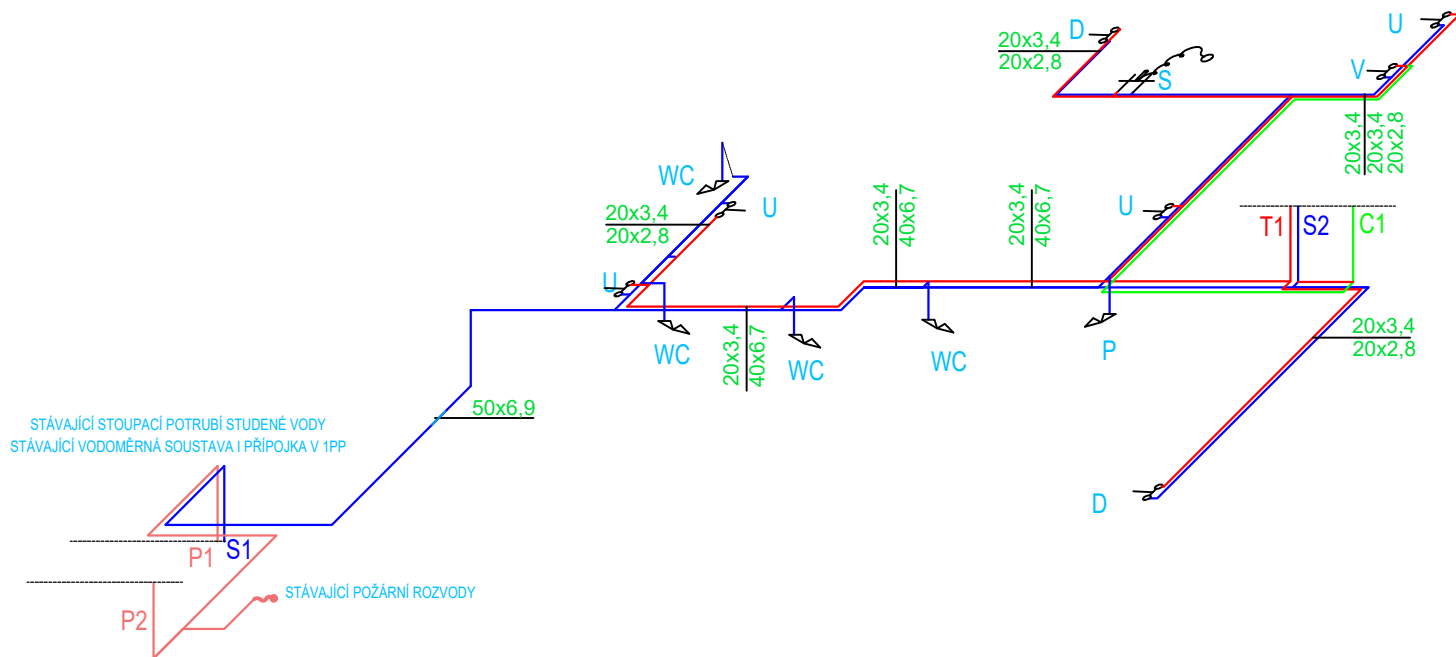 D
U
20x3,4
20x2,8
S
V
20x3,4
20x3,4
20x2,8
WC
U
20x3,4
20x2,8
20x3,4
40x6,7
20x3,4
40x6,7
U
T1
S2
C1
U
20x3,4
40x6,7
WC
WC
WC
P
20x3,4
20x2,8
50x6,9
STÁVAJÍCÍ STOUPACÍ POTRUBÍ STUDENÉ VODY
STÁVAJÍCÍ VODOMĚRNÁ SOUSTAVA I PŘÍPOJKA V 1PP
D
P1
S1
STÁVAJÍCÍ POŽÁRNÍ ROZVODY
P2